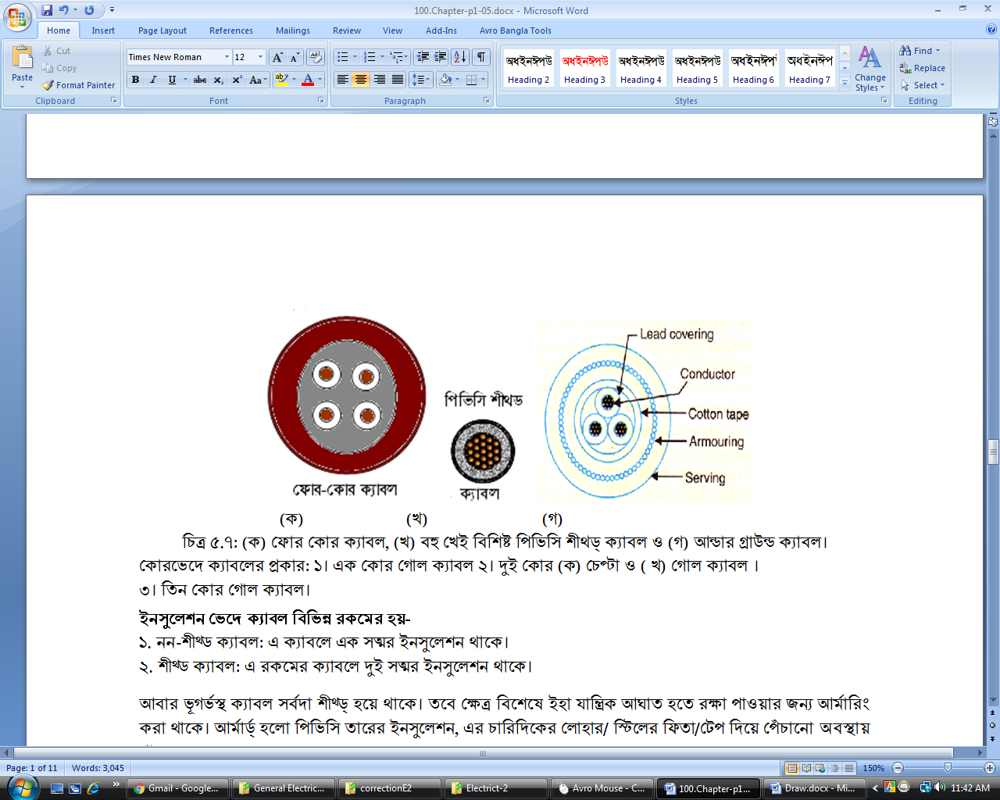 100.Chapter-p1-05.docx - Microsoft Word
Home Insert Page Layout References Mailings Review View Add-Ins Avro Bangla Tools
Paste
Cut
Copy
Format Painter
Clipboard
Times New Roman 12
Font
Paragraph
অধইনঈপউ অধইনঈপউ অধইনঈপউ অধইনঈপউ অধইনঈপ অধইনঈপ
Heading 2 Heading 3 Heading 4 Heading 5 Heading 6 Heading 7
Change Styles
Styles
Find
Replace
Select
Editing
Lead covering
Conductor
Cotton tape
Armouring
Serving
পিভিসি শীথড
ক্যাবল
ফোর-কোর ক্যাবল
(ক) (খ) (গ)
চিত্র ৫.৭: (ক) ফোর কোর ক্যাবল, (খ) বহু খেই বিশিষ্ট পিভিসি শীথড্ ক্যাবল ও (গ) আন্ডার গ্রাউন্ড ক্যাবল।
কোরভেদে ক্যাবলের প্রকার: ১। এক কোর গোল ক্যাবল ২। দুই কোর (ক) চেপ্টা ও ( খ) গোল ক্যাবল ।
৩। তিন কোর গোল ক্যাবল।
ইনসুলেশন ভেদে ক্যাবল বিভিন্ন রকমের হয়-
১. নন-শীথ্ড ক্যাবল: এ ক্যাবলে এক সত্মর ইনসুলেশন থাকে।
২. শীথ্ড ক্যাবল: এ রকমের ক্যাবলে দুই সত্মর ইনসুলেশন থাকে।
আবার ভূগর্ভস্থ ক্যাবল সর্বদা শীথ্ড্ হয়ে থাকে। তবে ক্ষেত্র বিশেষে ইহা যান্ত্রিক আঘাত হতে রক্ষা পাওয়ার জন্য আর্মারিং
করা থাকে। আর্মার্ড্ হলো পিভিসি তারের ইনসুলেশন, এর চারিদিকের লোহার/ স্টিলের ফিতা/টেপ দিয়ে পেঁচানো অবস্থায়
Page: 1 of 11 Words: 3,045 150%
Gmail - Google... General Electric... correctionE2 Electrict-2 Avro Mouse - C... 100.Chapter-p1... Draw.docx - Mi... 11:42 AM